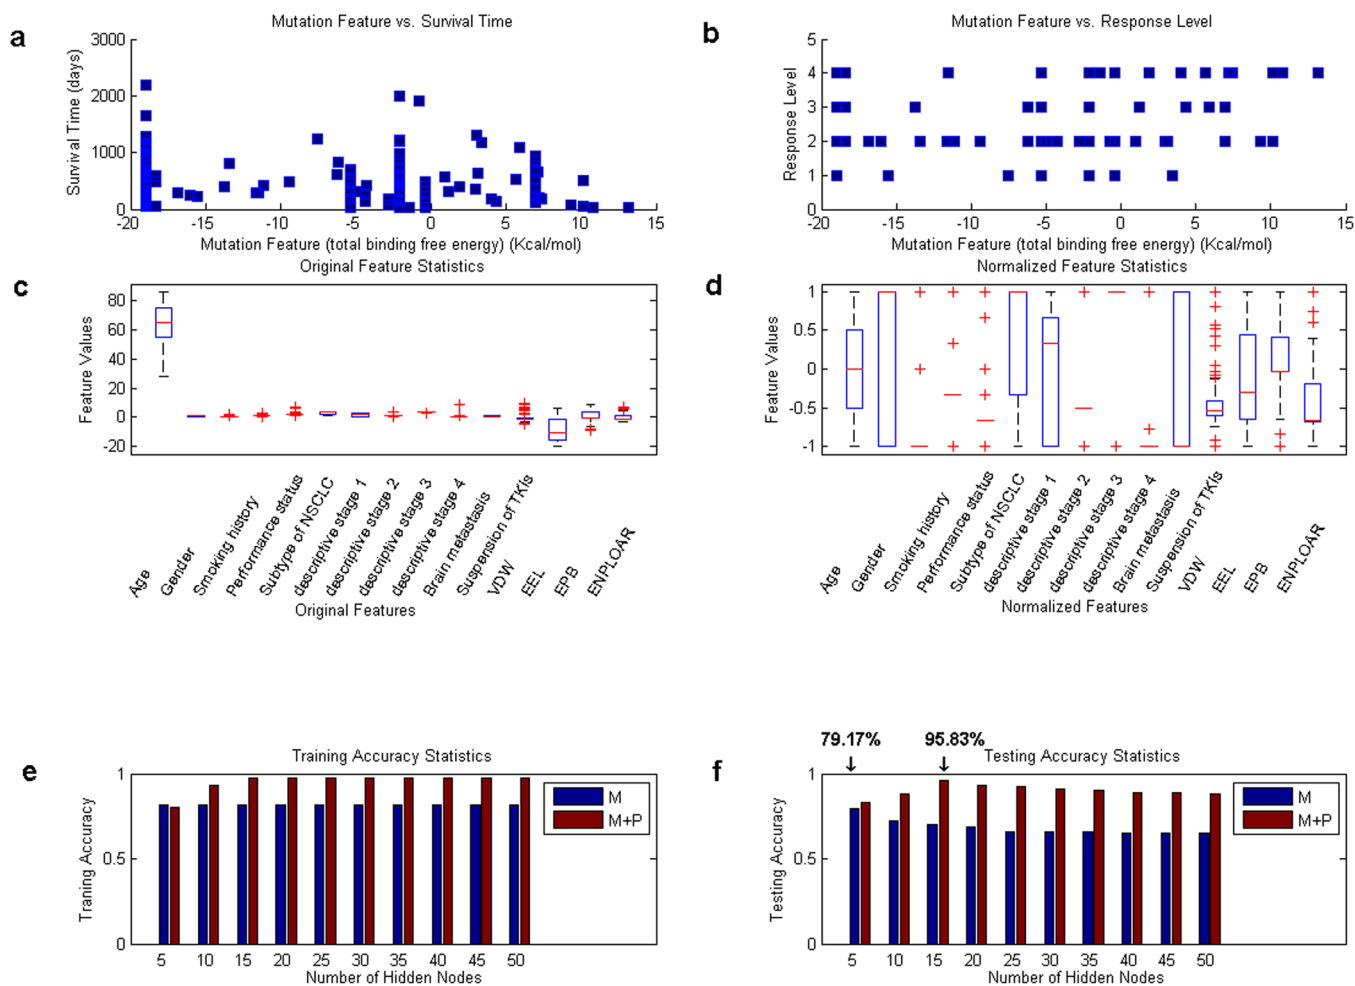 a
Mutation Feature vs. Survival Time
Survival Time (days)
3000
2000
1000
0
-20
-15
-10
-5
0
5
10
15
Mutation Feature (total binding free energy) (Kcal/mol)
b
Mutation Feature vs. Response Level
Response Level
5
4
3
2
1
0
-20
-15
-10
-5
0
5
10
15
Mutation Feature (total binding free energy) (Kcal/mol)
c
Original Feature Statistics
Feature Values
80
60
40
20
0
-20
Age
Gender
Smoking history
Performance status
Subtype of NSCLC
descriptive stage 1
descriptive stage 2
descriptive stage 3
descriptive stage 4
Brain metastasis
Suspension of TKIs
VDW
EEL
EPB
ENPLOAR
Original Features
d
Normalized Feature Statistics
Feature Values
1
0.5
0
-0.5
-1
Age
Gender
Smoking history
Performance status
Subtype of NSCLC
descriptive stage 1
descriptive stage 2
descriptive stage 3
descriptive stage 4
Brain metastasis
Suspension of TKIs
VDW
EEL
EPB
ENPLOAR
Normalized Features
e
Training Accuracy Statistics
Training Accuracy
1
0.5
0
M
M+P
5
10
15
20
25
30
35
40
45
50
Number of Hidden Nodes
79.17%
95.83%
f
Testing Accuracy Statistics
Testing Accuracy
1
0.5
0
M
M+P
5
10
15
20
25
30
35
40
45
50
Number of Hidden Nodes